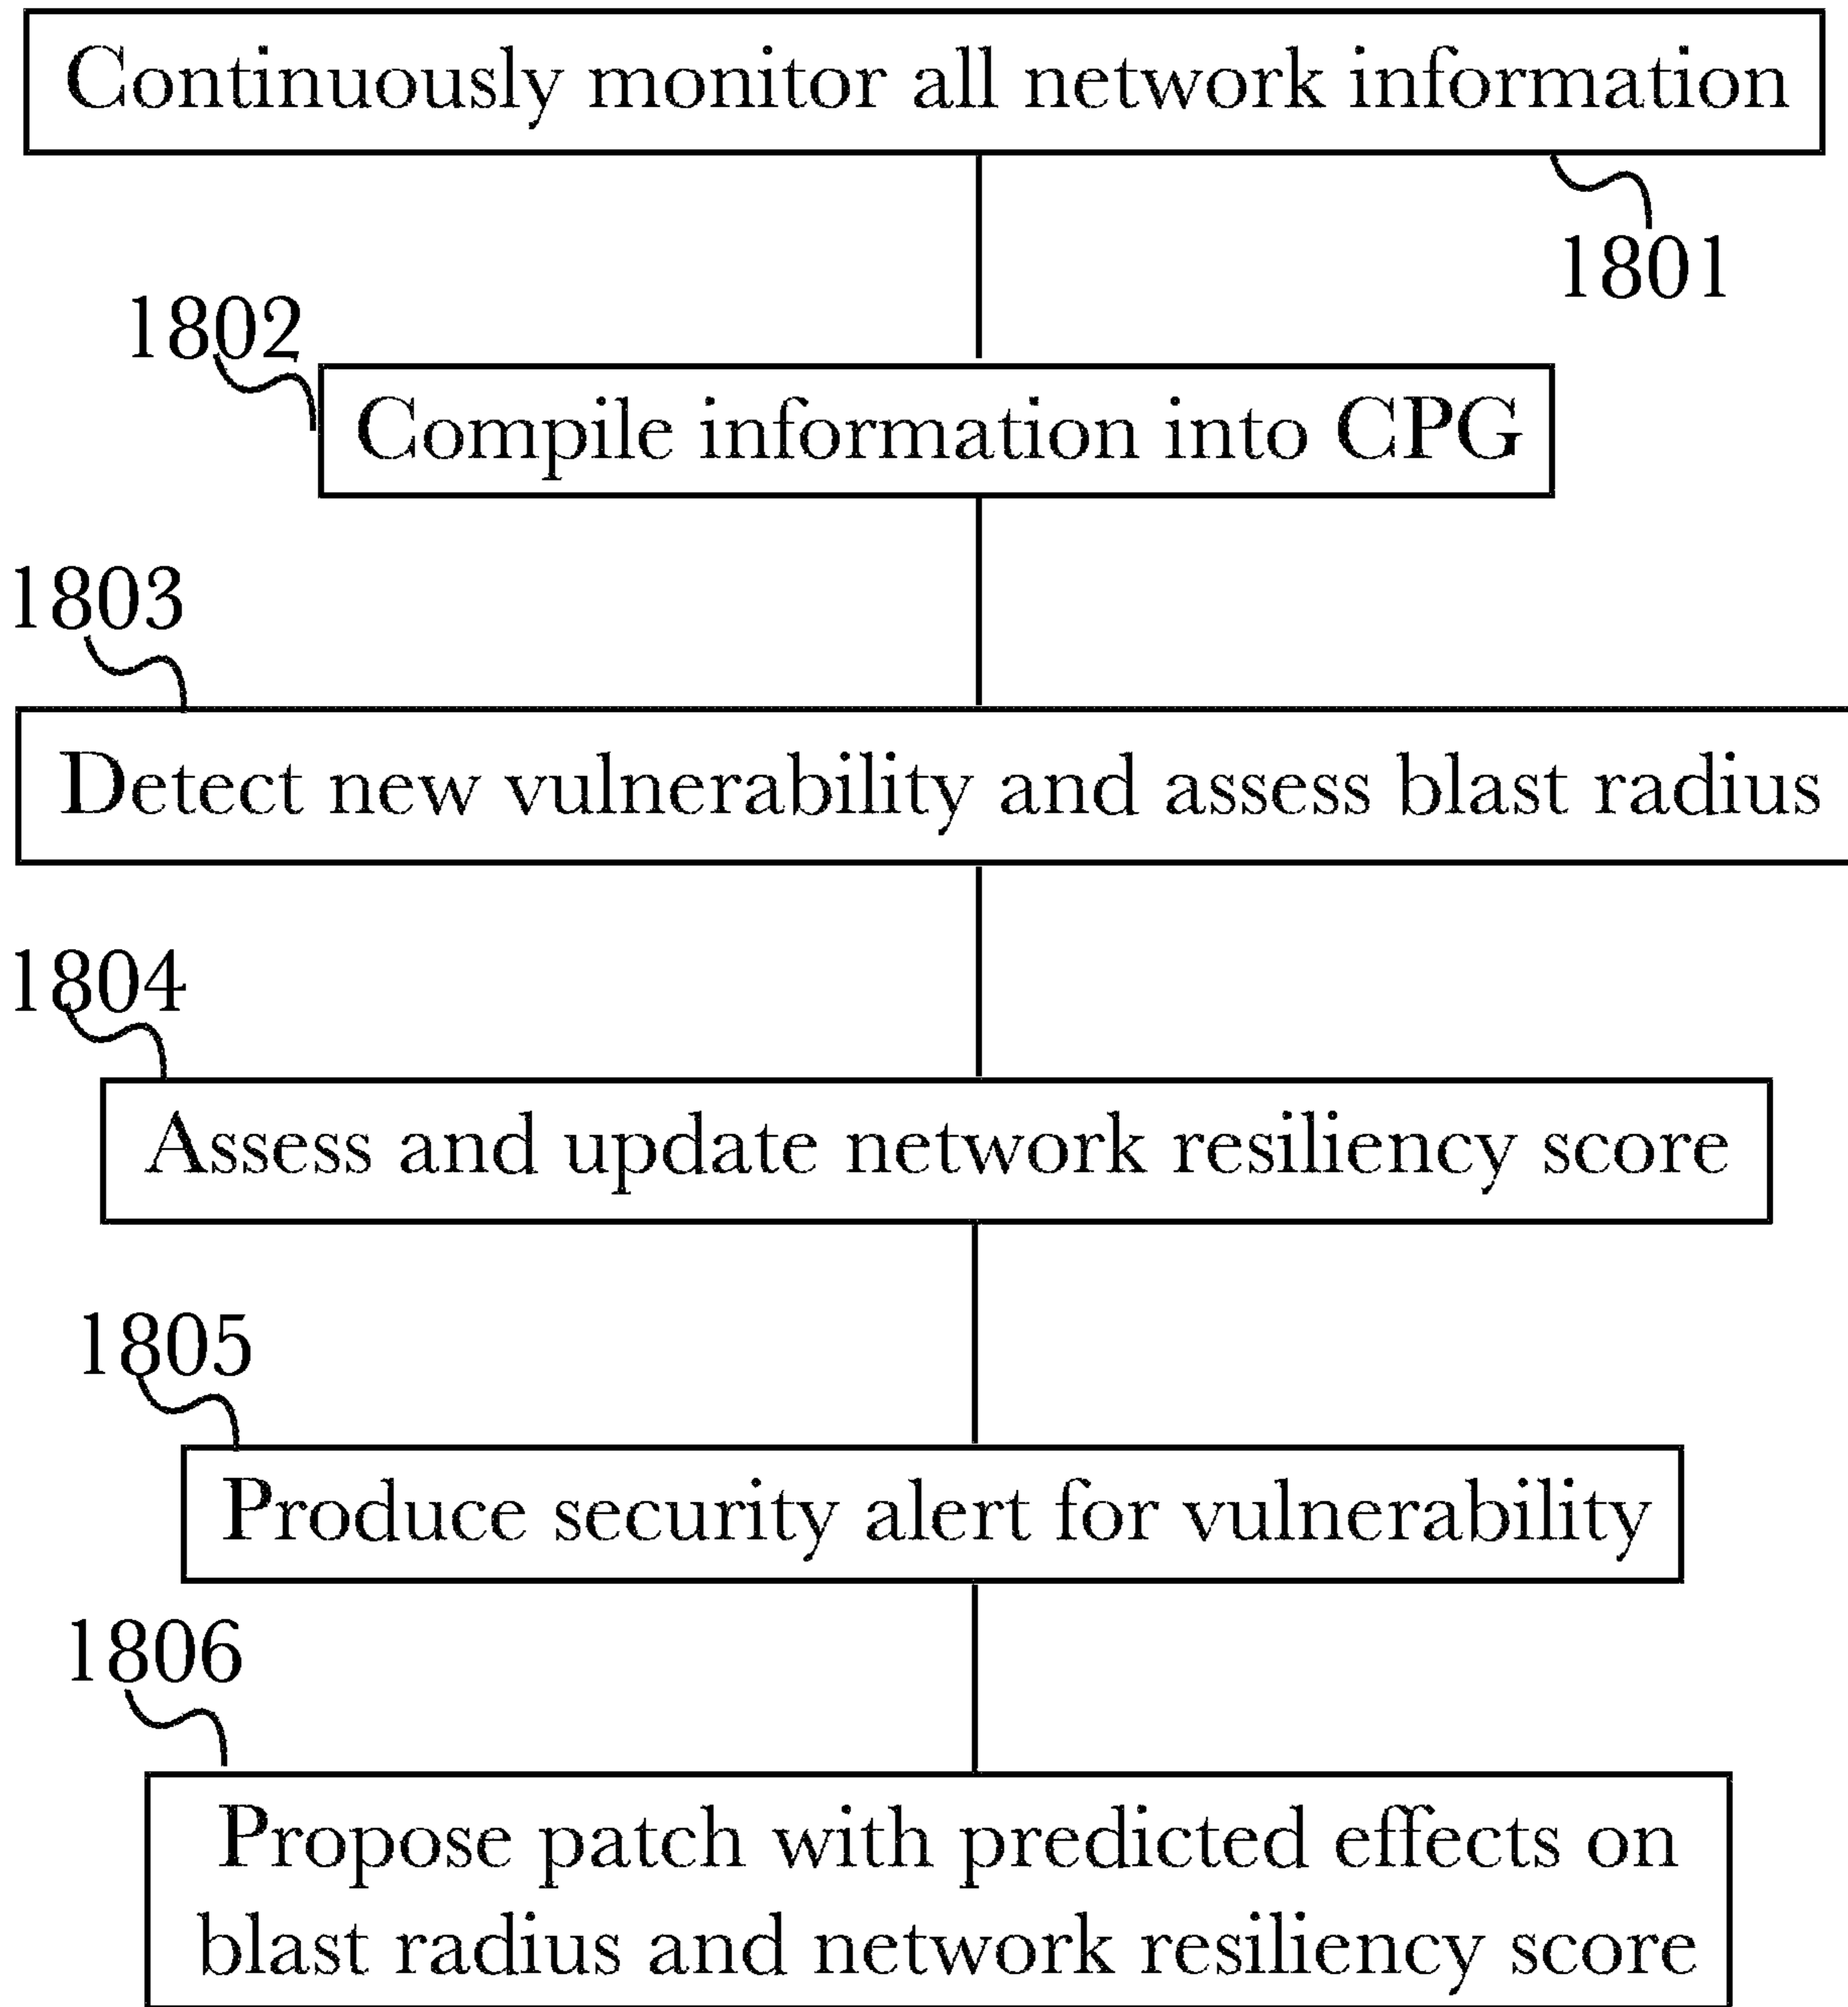 Continuously monitor all network information
1801
1802
Compile information into CPG
1803
Detect new vulnerability and assess blast radius
1804
Assess and update network resiliency score
1805
Produce security alert for vulnerability
1806
Propose patch with predicted effects on
blast radius and network resiliency score